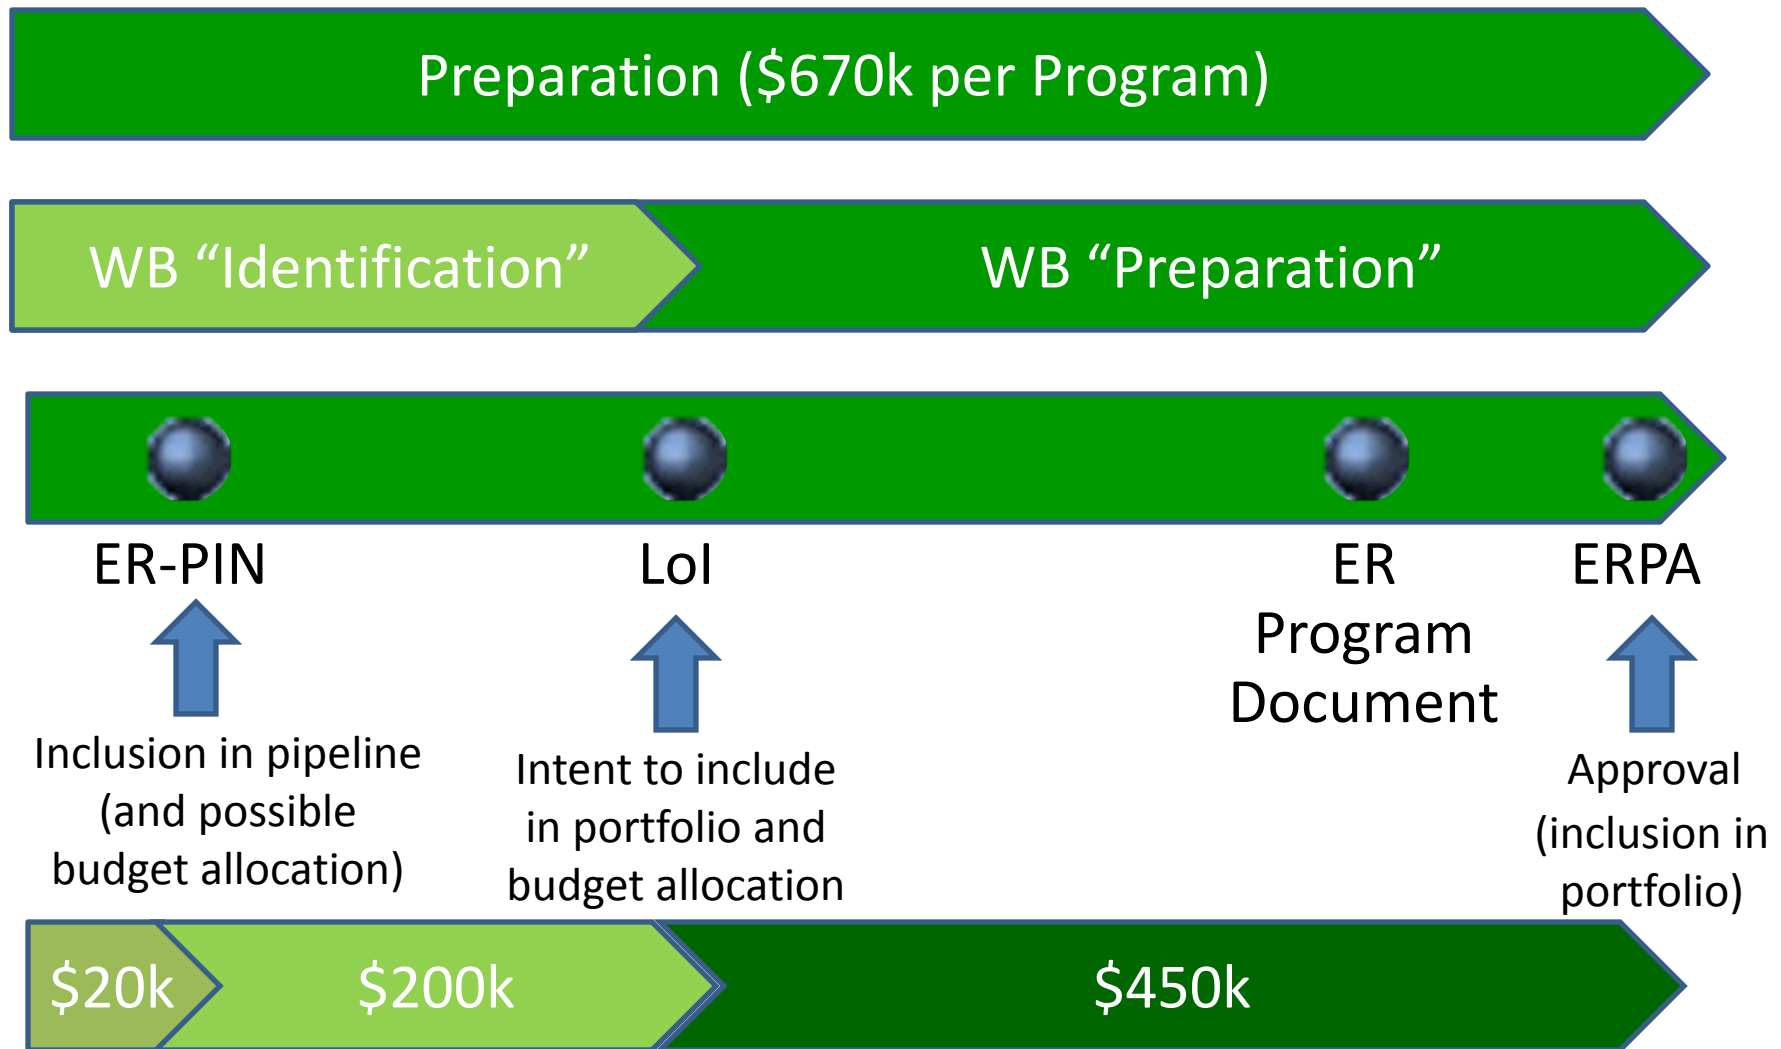 Preparation ($670k per Program)
WB “Identification”
WB “Preparation”
ER-PIN
LoI
ER
Program
Document
ERPA
Inclusion in pipeline
(and possible
budget allocation)
Intent to include
in portfolio and
budget allocation
Approval
(inclusion in
portfolio)
$20k
$200k
$450k